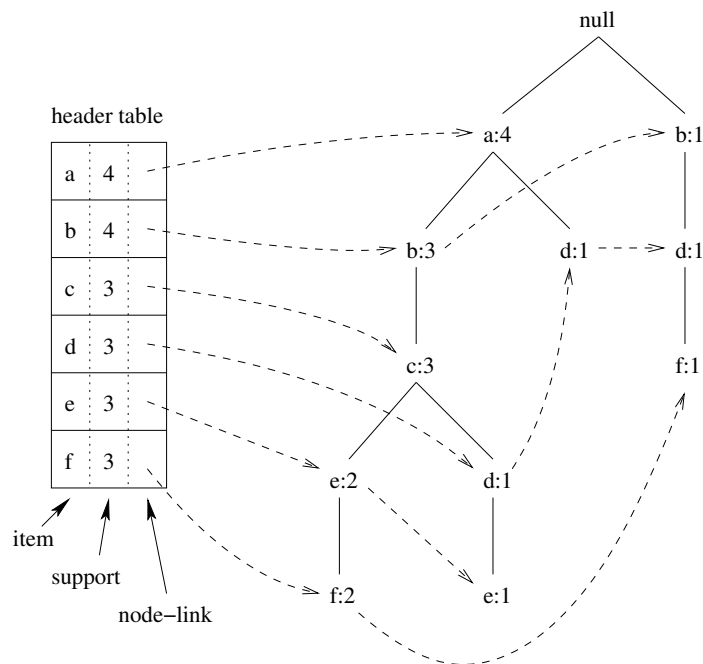 null
header table
a:4
b:1
a 4
b 4
b:3
d:1
d:1
c 3
d 3
c:3
f:1
e 3
f 3
e:2
d:1
item
support
node−link
f:2
e:1